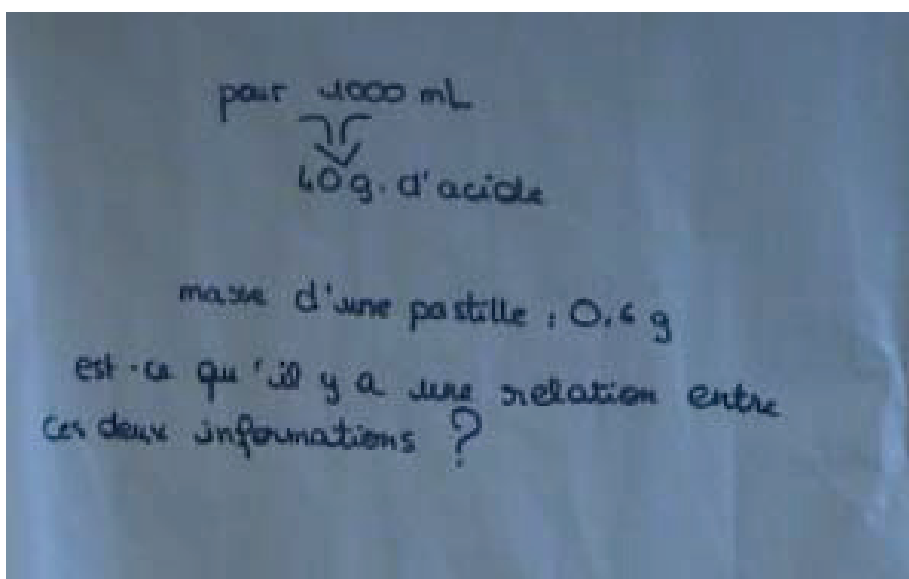 pour 1000 mL
40 g. d'acide
masse d'une pastille : 0,6 g
est-ce qu'il y a une relation entre
ces deux informations ?